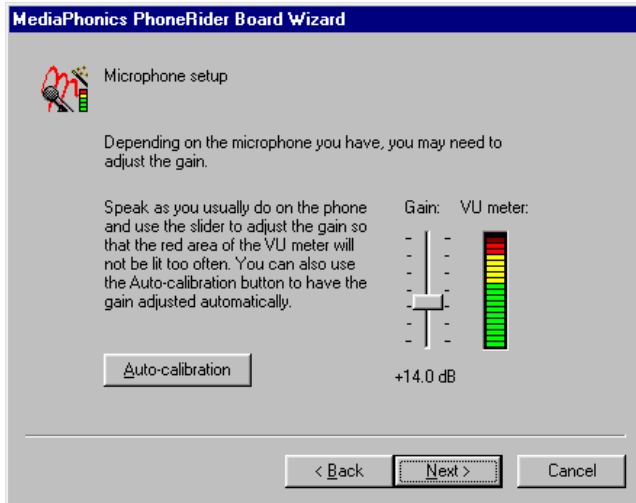 MediaPhonics PhoneRider Board Wizard
Microphone setup
Depending on the microphone you have, you may need to
adjust the gain.
Speak as you usually do on the phone
and use the slider to adjust the gain so
that the red area of the VU meter will
not be lit too often. You can also use
the Auto-calibration button to have the
gain adjusted automatically.
Gain: VU meter:
Auto-calibration
+14.0 dB
< Back Next > Cancel